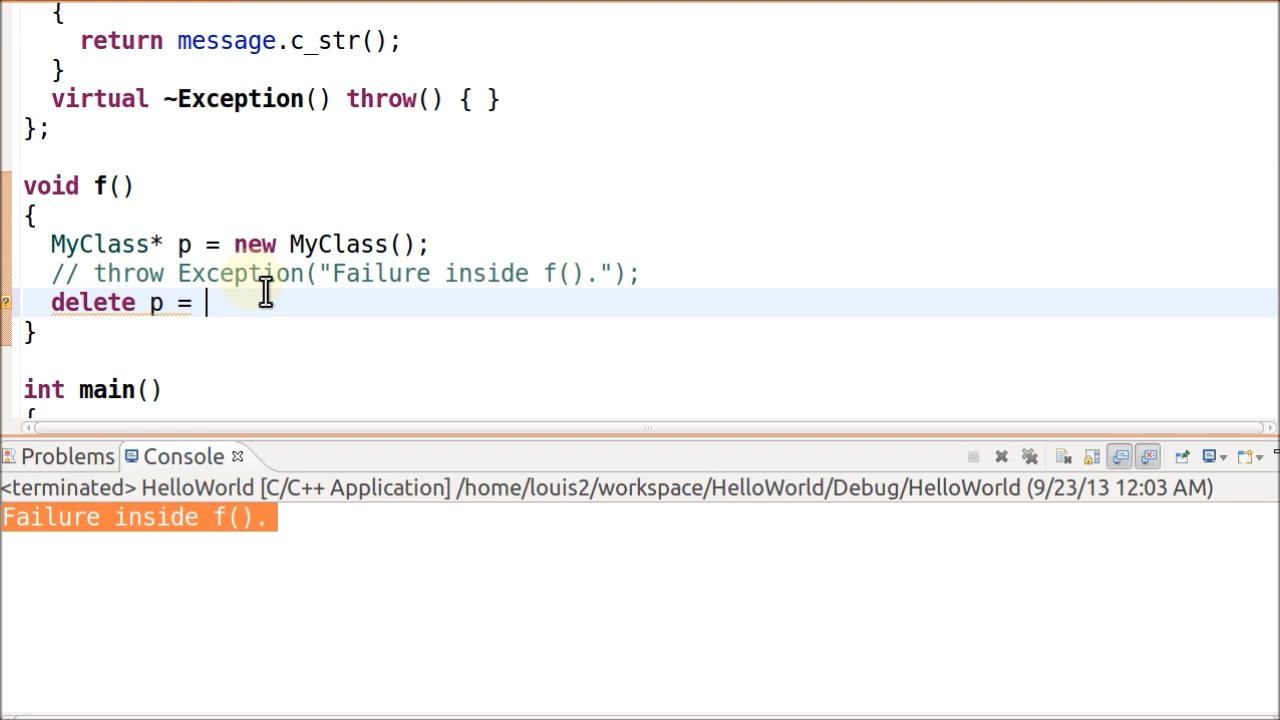 {
return message.c_str();
}
virtual ~Exception() throw() { }
};
void f()
{
MyClass* p = new MyClass();
// throw Exception("Failure inside f().");
delete p =
}
int main()
{
Problems Console
<terminated> HelloWorld [C/C++ Application] /home/louis2/workspace/HelloWorld/Debug/HelloWorld (9/23/13 12:03 AM)
Failure inside f().